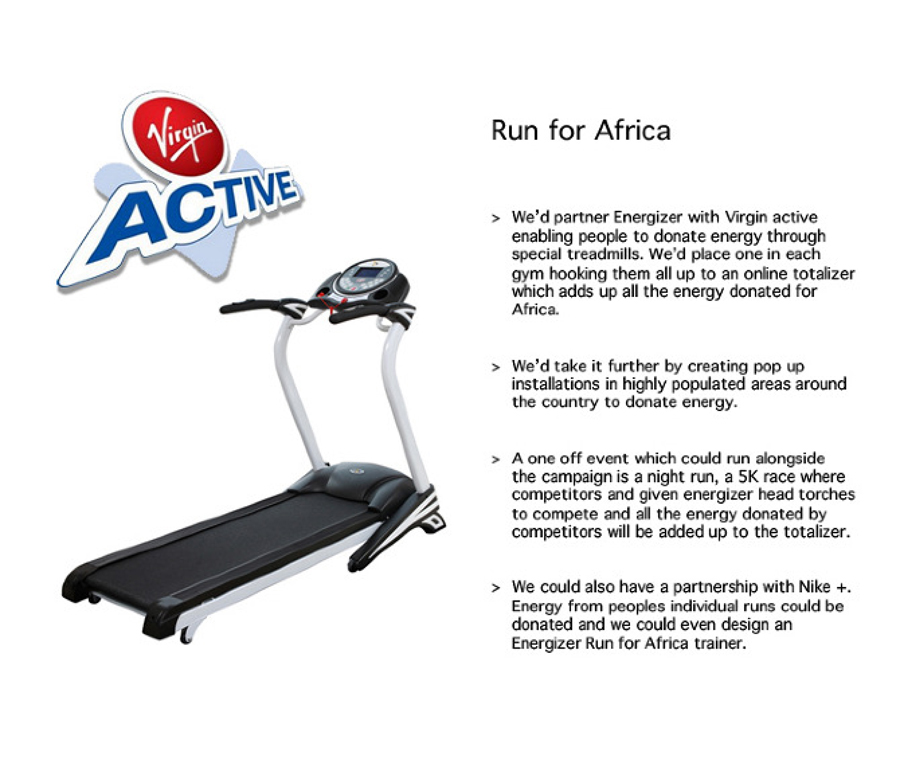 Virgin
ACTIVE
Run for Africa
> We'd partner Energizer with Virgin active
enabling people to donate energy through
special treadmills. We'd place one in each
gym hooking them all up to an online totalizer
which adds up all the energy donated for
Africa.
> We'd take it further by creating pop up
installations in highly populated areas around
the country to donate energy.
> A one off event which could run alongside
the campaign is a night run, a 5K race where
competitors and given energizer head torches
to compete and all the energy donated by
competitors will be added up to the totalizer.
> We could also have a partnership with Nike +.
Energy from peoples individual runs could be
donated and we could even design an
Energizer Run for Africa trainer.